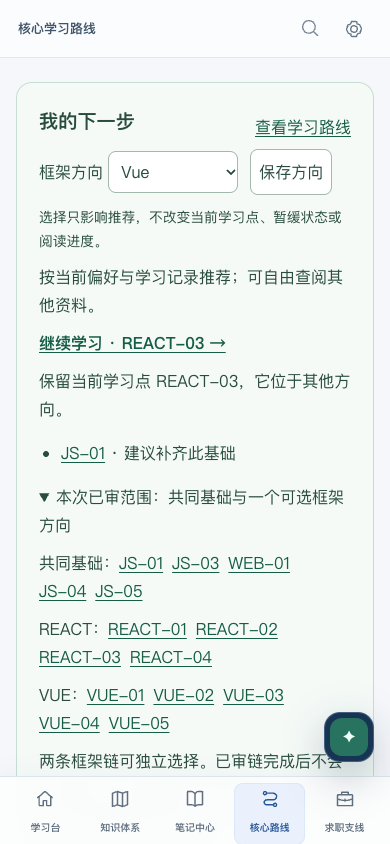 核心学习路线
我的下一步
查看学习路线
框架方向 Vue 保存方向
选择只影响推荐，不改变当前学习点、暂缓状态或
阅读进度。
按当前偏好与学习记录推荐；可自由查阅其
他资料。
继续学习 · REACT-03 →
保留当前学习点 REACT-03，它位于其他方
向。
• JS-01 · 建议补齐此基础
▼ 本次已审范围：共同基础与一个可选框架
方向
共同基础：JS-01 JS-03 WEB-01
JS-04 JS-05
REACT：REACT-01 REACT-02
REACT-03 REACT-04
VUE：VUE-01 VUE-02 VUE-03
VUE-04 VUE-05
两条框架链可独立选择。已审链完成后不会
学习台 知识体系 笔记中心 核心路线 求职支线